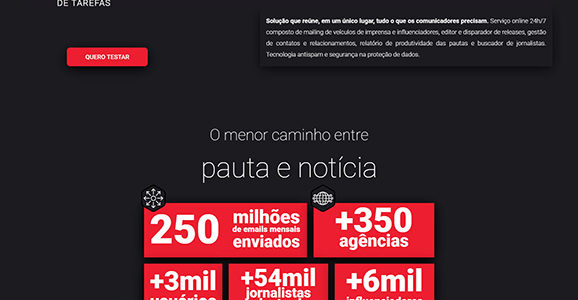 DE TAREFAS
Solução que reúne, em um único lugar, tudo o que os comunicadores precisam. Serviço online 24h/7
composto de mailing de veículos de imprensa e influenciadores, editor e disparador de releases, gestão
de contatos e relacionamentos, relatório de produtividade das pautas e buscador de jornalistas.
Tecnologia antispam e segurança na proteção de dados.
QUERO TESTAR
O menor caminho entre
pauta e notícia
250 milhões
de emails mensais
enviados
+350
agências
+3mil
usuários
+54mil
jornalistas
+6mil
influenciadores